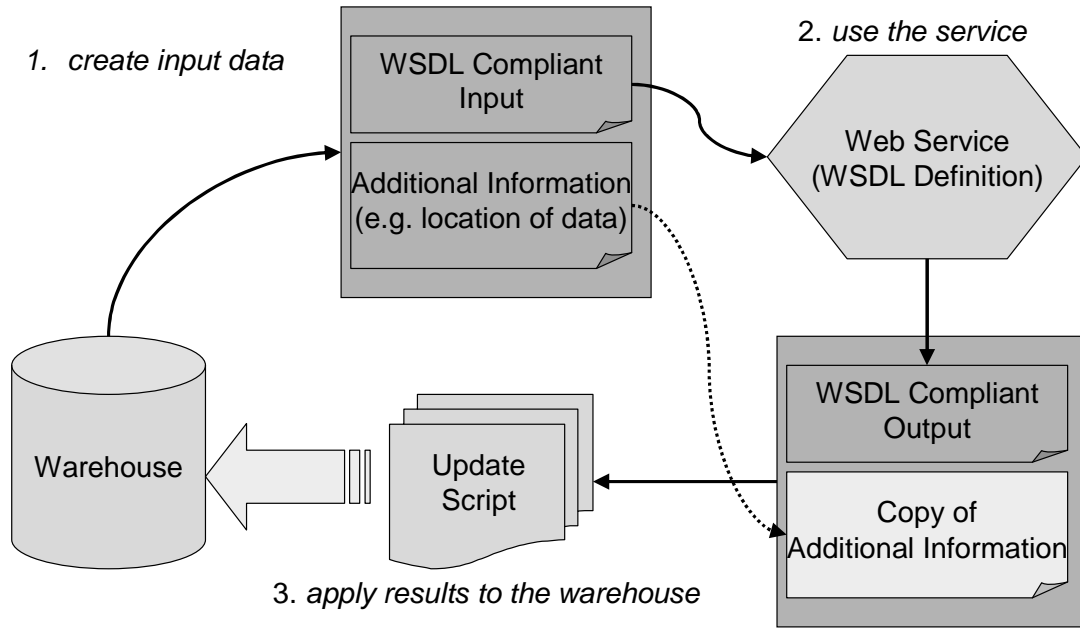 1. create input data
WSDL Compliant
Input
Additional Information
(e.g. location of data)
2. use the service
Web Service
(WSDL Definition)
WSDL Compliant
Output
Copy of
Additional Information
Update
Script
Warehouse
3. apply results to the warehouse